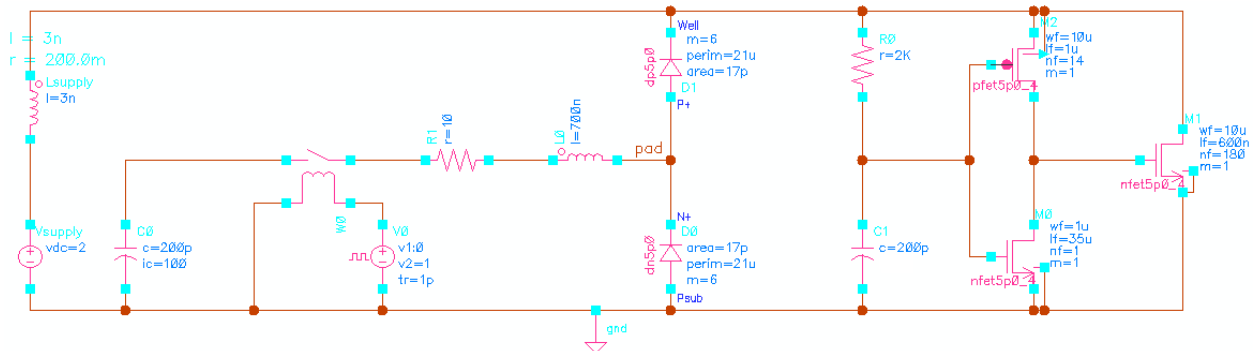 l = 3n
r = 200.0m
Lsupply
l=3n
Vsupply
vdc=2
C0
c=200p
ic=100
W0
V0
v1:0
v2=1
tr=1p
R1
r=10
L0
l=700n
pad
Well
m=6
perim=21u
area=17p
dp5p0
D1
P+
N+
D0
area=17p
perim=21u
m=6
dn5p0
Psub
gnd
R0
r=2K
C1
c=200p
M2
wf=10u
lf=1u
nf=14
m=1
pfet5p0_4
M0
wf=1u
lf=35u
nf=1
m=1
nfet5p0_4
M1
wf=10u
lf=600n
nf=180
m=1
nfet5p0_4